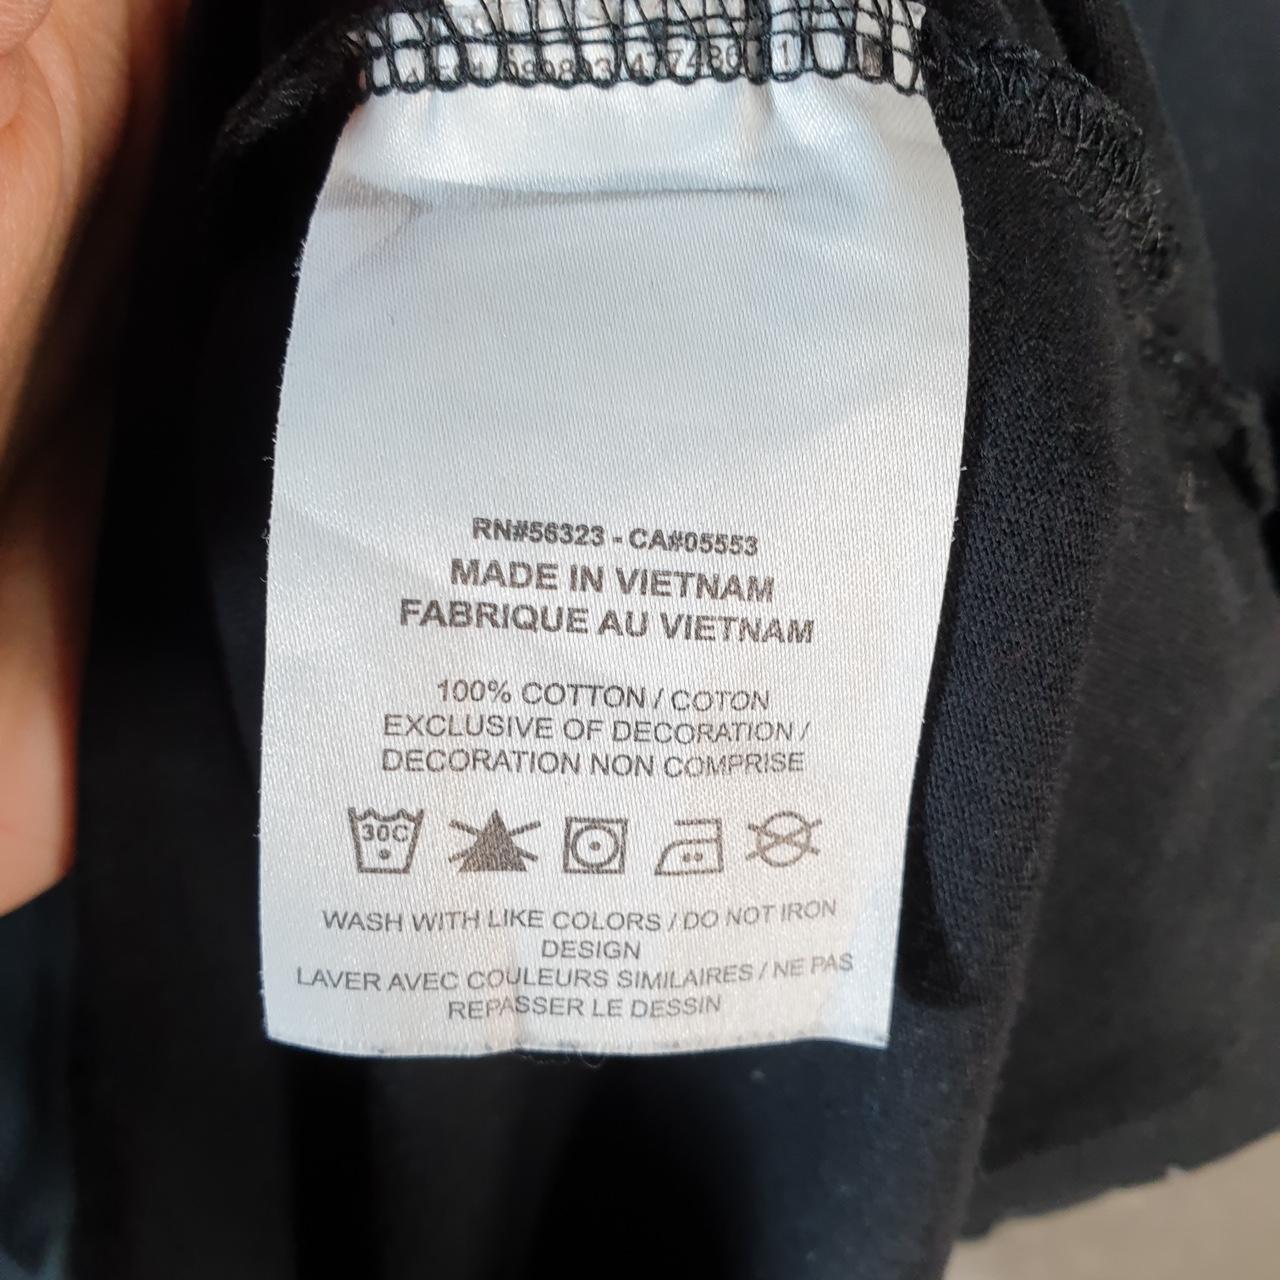 RN#56323 - CA#05553
MADE IN VIETNAM
FABRIQUE AU VIETNAM
100% COTTON / COTON
EXCLUSIVE OF DECORATION /
DECORATION NON COMPRISE
30C
WASH WITH LIKE COLORS / DO NOT IRON
DESIGN
LAVER AVEC COULEURS SIMILAIRES / NE PAS
REPASSER LE DESSIN